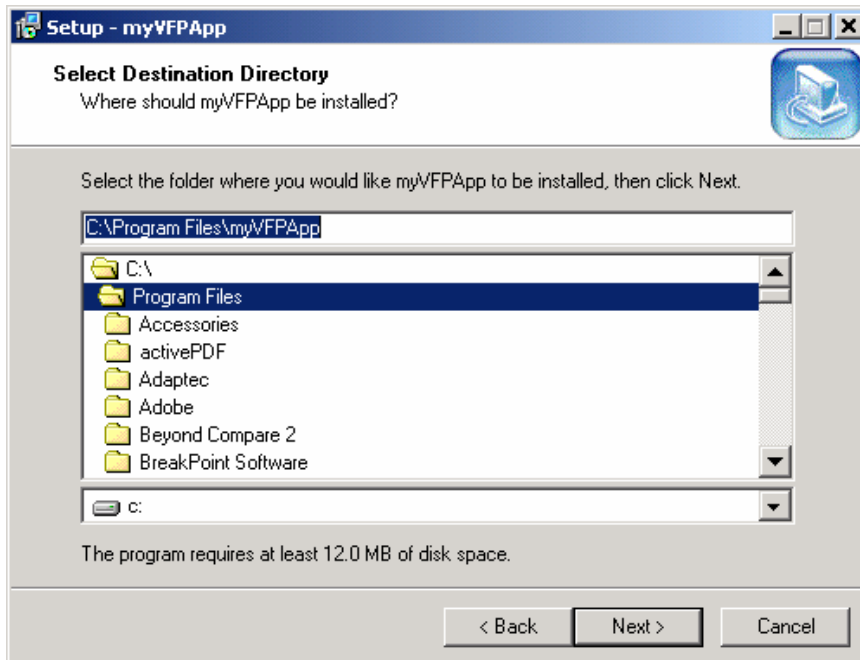 Setup - myVFPApp
Select Destination Directory
Where should myVFPApp be installed?
Select the folder where you would like myVFPApp to be installed, then click Next.
C:\Program Files\myVFPApp
C:\
Program Files
Accessories
activePDF
Adaptec
Adobe
Beyond Compare 2
BreakPoint Software
c:
The program requires at least 12.0 MB of disk space.
< Back Next > Cancel